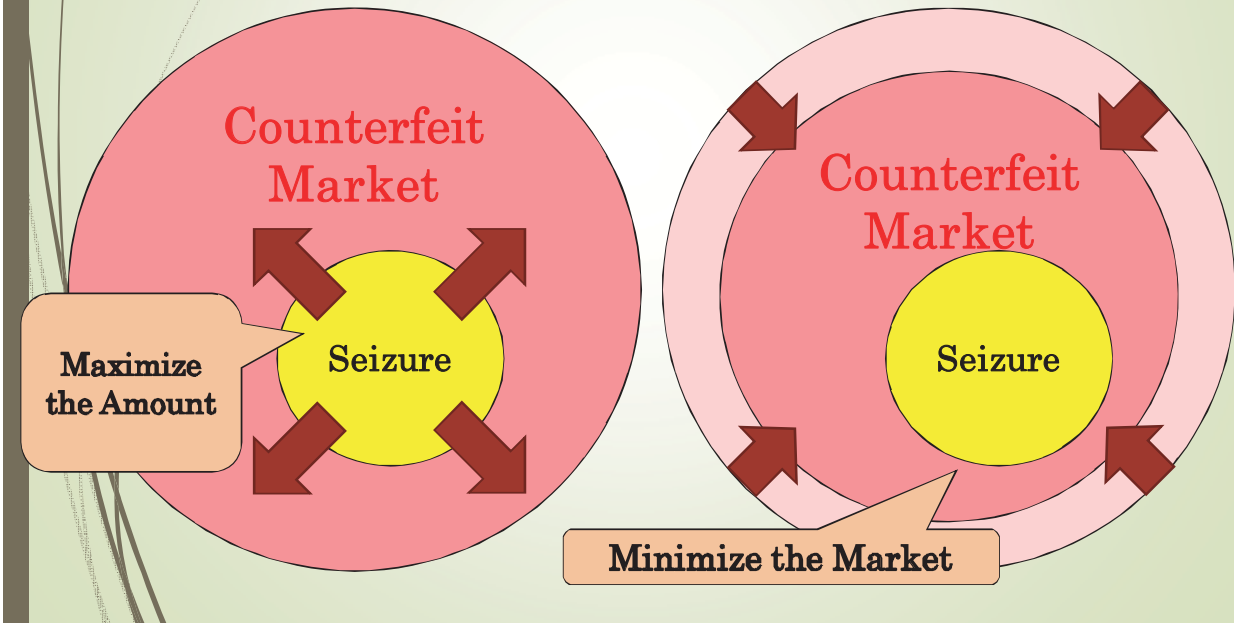 Counterfeit
Market
Seizure
Maximize
the Amount
Counterfeit
Market
Seizure
Minimize the Market